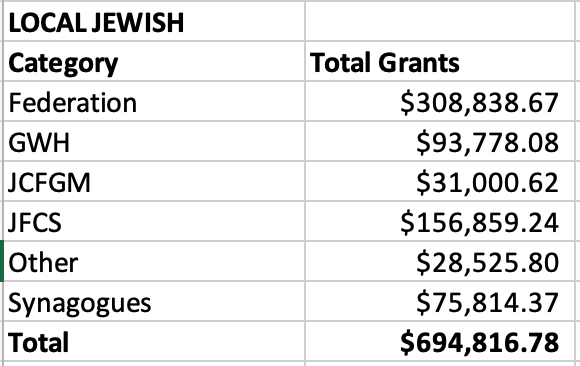 LOCAL JEWISH
Category Total Grants
Federation $308,838.67
GWH $93,778.08
JCFGM $31,000.62
JFCS $156,859.24
Other $28,525.80
Synagogues $75,814.37
Total $694,816.78